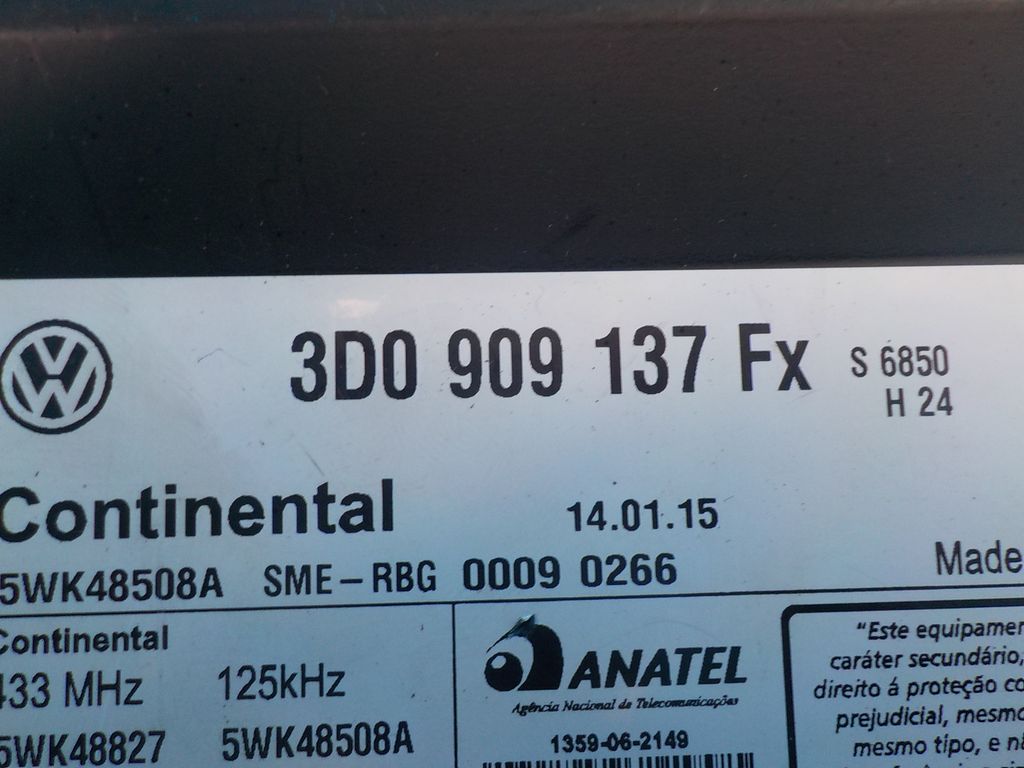 3D0 909 137 Fx
S 6850
H 24
Continental
14.01.15
5WK48508A SME-RBG 0009 0266
Made
Continental
433 MHz 125kHz
5WK48827 5WK48508A
ANATEL
Agência Nacional de Telecomunicações
1359-06-2149
"Este equipamen
caráter secundário,
direito á proteção co
prejudicial, mesmo
mesmo tipo, e n